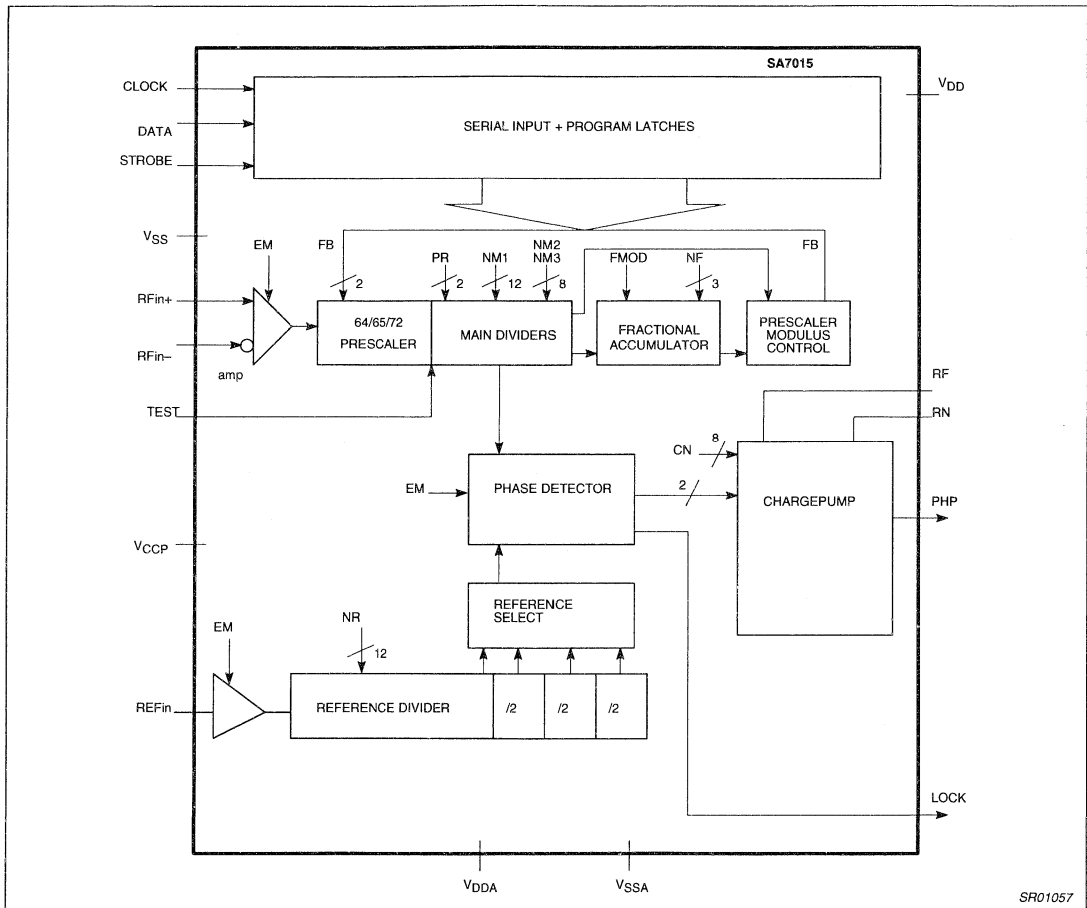 SA7015
CLOCK
DATA
STROBE
VDD
SERIAL INPUT + PROGRAM LATCHES
VSS
EM
FB
PR
NM1
NM2
NM3
FMOD
NF
FB
2
2
12
8
3
RFin+
RFin–
amp
64/65/72
PRESCALER
MAIN DIVIDERS
FRACTIONAL
ACCUMULATOR
PRESCALER
MODULUS
CONTROL
TEST
RF
RN
CN
8
EM
PHASE DETECTOR
2
CHARGEPUMP
PHP
VCCP
REFERENCE
SELECT
EM
NR
12
REFin
REFERENCE DIVIDER
/2
/2
/2
LOCK
VDDA
VSSA
SR01057